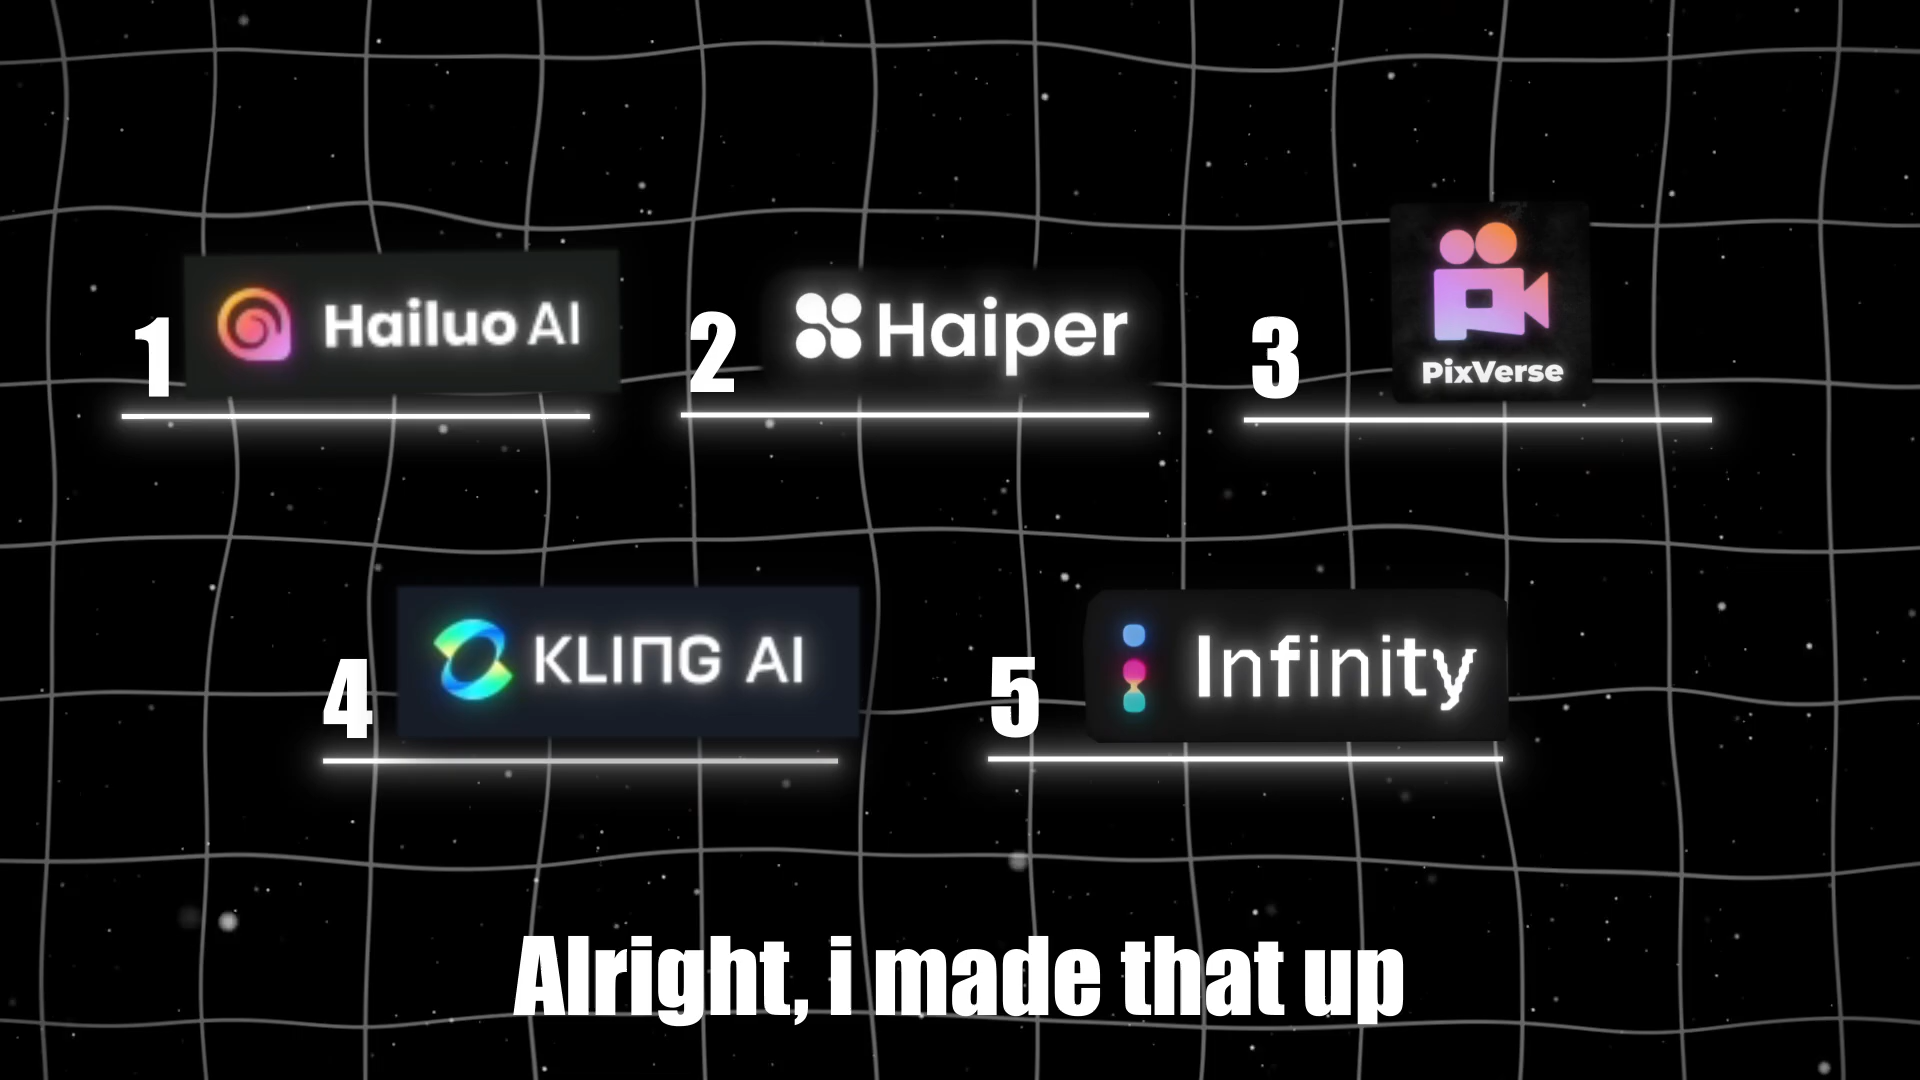 1 Hailuo AI
2 Haiper
3 PixVerse
4 KLING AI
5 Infinity
Alright, i made that up